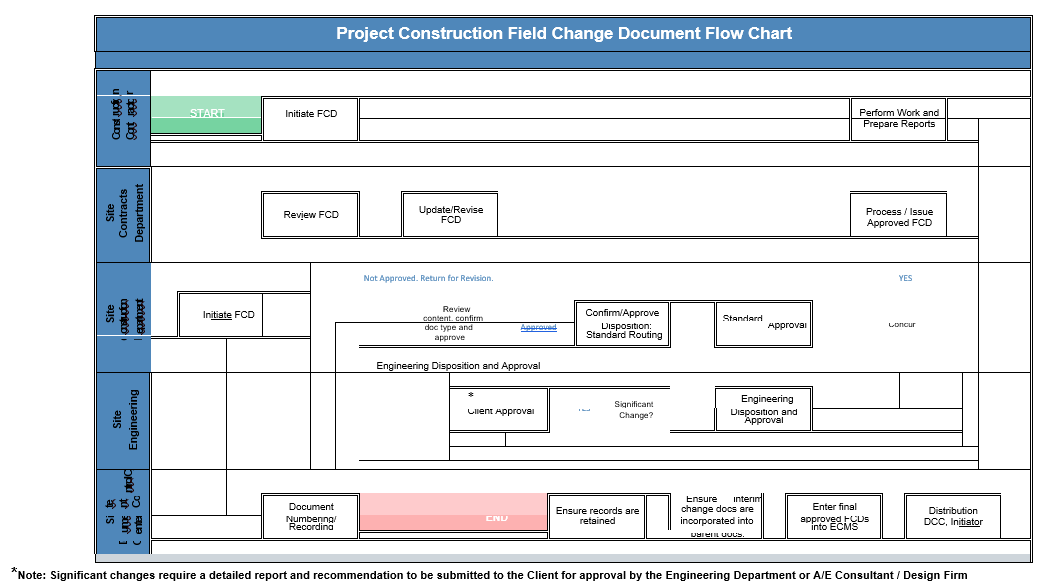 Project Construction Field Change Document Flow Chart
START
Initiate FCD
Perform Work and
Prepare Reports
Site
Contracts
Department
Review FCD
Update/Revise
FCD
Process / Issue
Approved FCD
Not Approved. Return for Revision.
YES
Site
Initiate FCD
Review
content. confirm
doc type and
approve
Approved
Confirm/Approve
Disposition:
Standard Routing
Standard
Approval
Concur
Engineering Disposition and Approval
Site
Engineering
*
Client Approval
Significant
Change?
Engineering
Disposition and
Approval
Document
Numbering/
Recording
END
Ensure records are
retained
Ensure interim
change docs are
incorporated into
parent docs.
Enter final
approved FCDs
into ECMS
Distribution
DCC, Initiator
*Note: Significant changes require a detailed report and recommendation to be submitted to the Client for approval by the Engineering Department or A/E Consultant / Design Firm